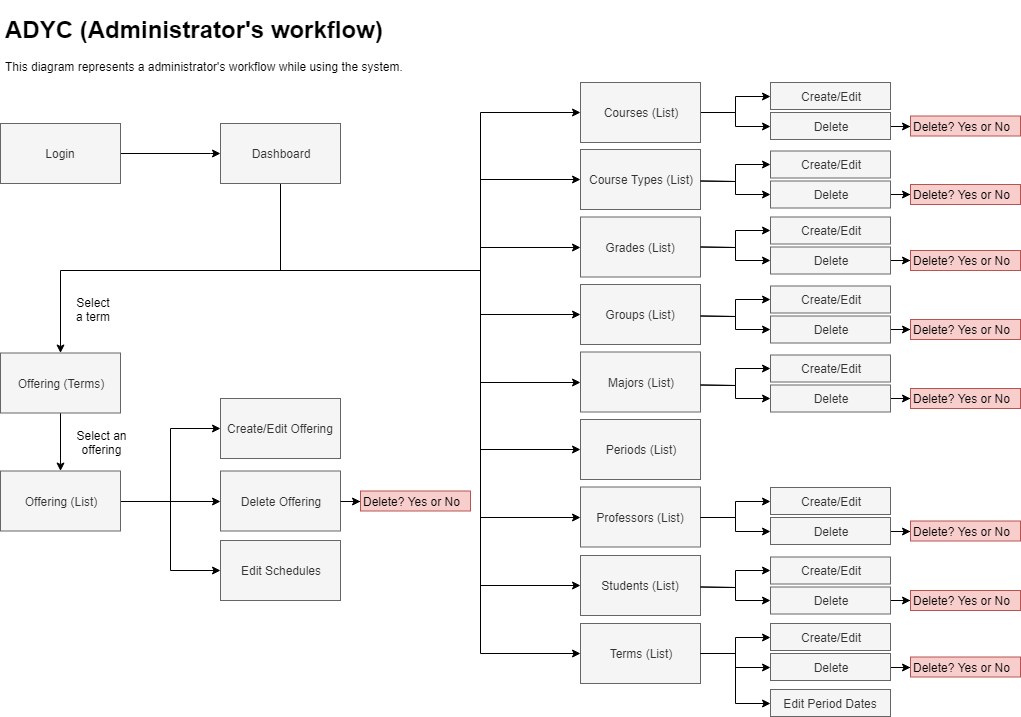 ADYC (Administrator's workflow)
This diagram represents a administrator's workflow while using the system.
Login
Dashboard
Select
a term
Offering (Terms)
Select an
offering
Offering (List)
Create/Edit Offering
Delete Offering
Delete? Yes or No
Edit Schedules
Courses (List)
Create/Edit
Delete
Delete? Yes or No
Course Types (List)
Create/Edit
Delete
Delete? Yes or No
Grades (List)
Create/Edit
Delete
Delete? Yes or No
Groups (List)
Create/Edit
Delete
Delete? Yes or No
Majors (List)
Create/Edit
Delete
Delete? Yes or No
Periods (List)
Professors (List)
Create/Edit
Delete
Delete? Yes or No
Students (List)
Create/Edit
Delete
Delete? Yes or No
Terms (List)
Create/Edit
Delete
Delete? Yes or No
Edit Period Dates